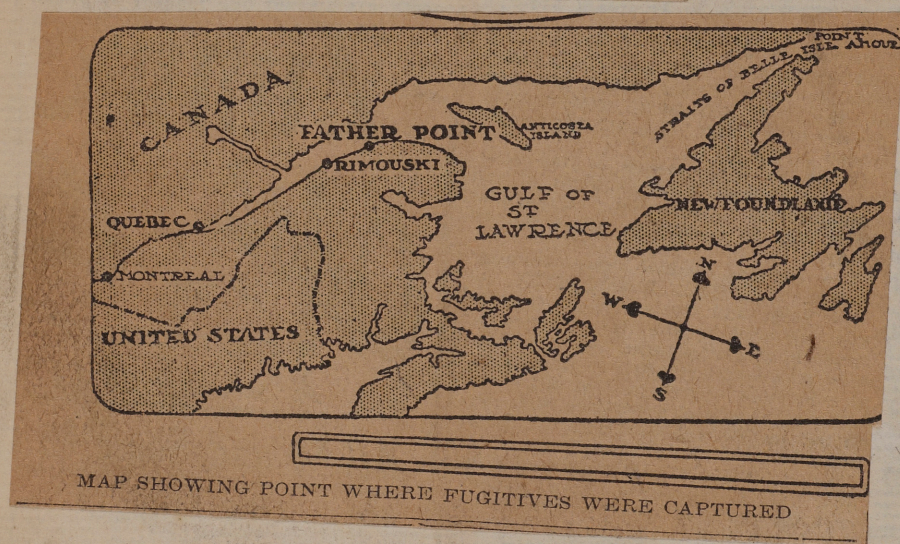 POINT
STRAITS OF BELLE ISLE AMOUR
CANADA
FATHER POINT
ANTICOSTA
ISLAND
RIMOUSKI
GULF OF
ST
LAWRENCE
NEWFOUNDLAND
QUEBEC
MONTREAL
UNITED STATES
N
W
E
S
MAP SHOWING POINT WHERE FUGITIVES WERE CAPTURED